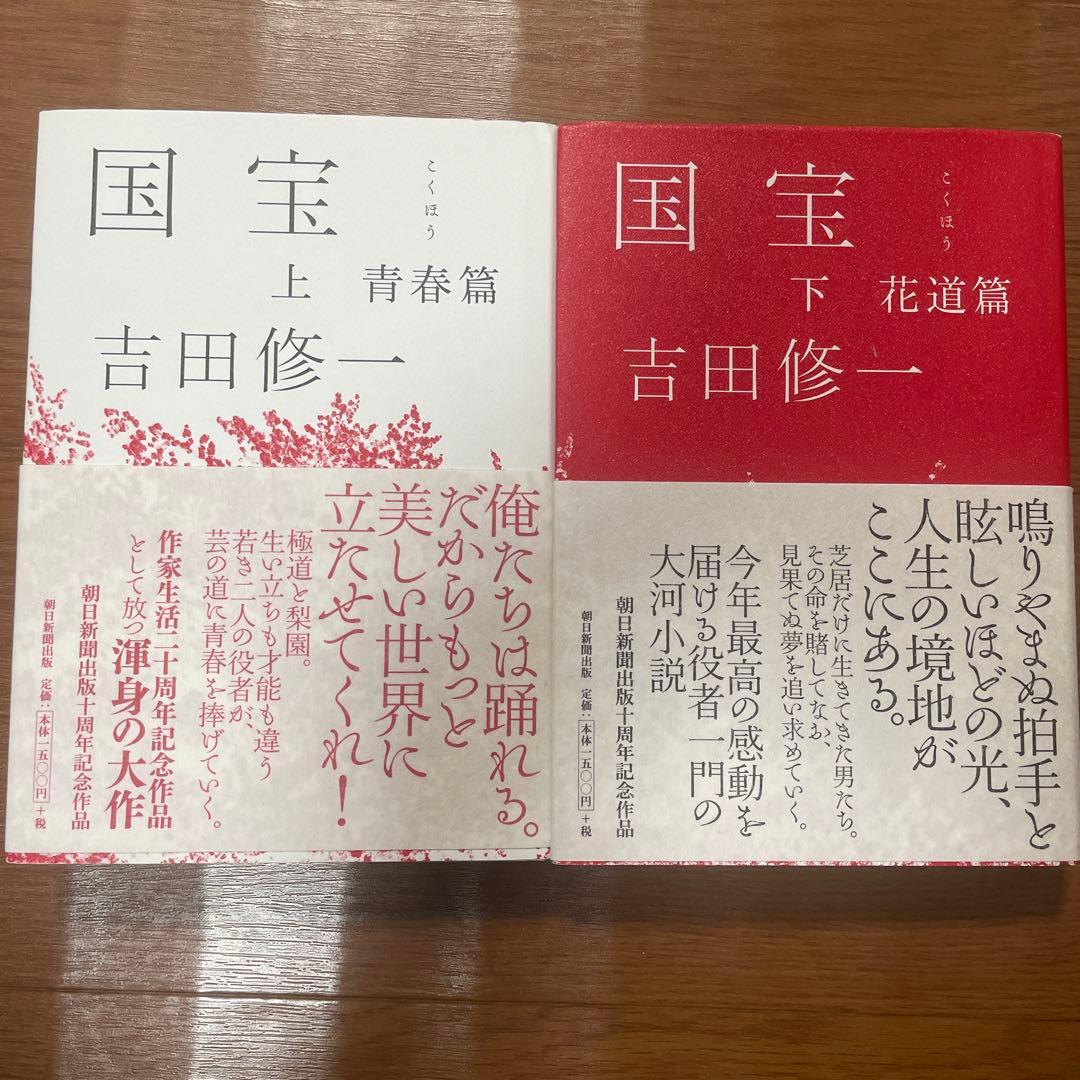 国宝
こくほう
上 青春篇
吉田修一
俺たちは踊れる。
だからもっと
美しい世界に
立たせてくれ！
極道と梨園。
生い立ちも才能も違う
若き二人の役者が、
芸の道に青春を捧げていく。
作家生活二十周年記念作品
として放つ渾身の大作
朝日新聞出版十周年記念作品
朝日新聞出版 定価：本体一五〇〇円＋税
国宝
こくほう
下 花道篇
吉田修一
鳴りやまぬ拍手と
眩しいほどの光、
人生の境地が
ここにある。
芝居だけに生きてきた男たち。
その命を賭してなお、
見果てぬ夢を追い求めていく。
今年最高の感動を
届ける役者一門の
大河小説
朝日新聞出版十周年記念作品
朝日新聞出版 定価：本体一五〇〇円＋税